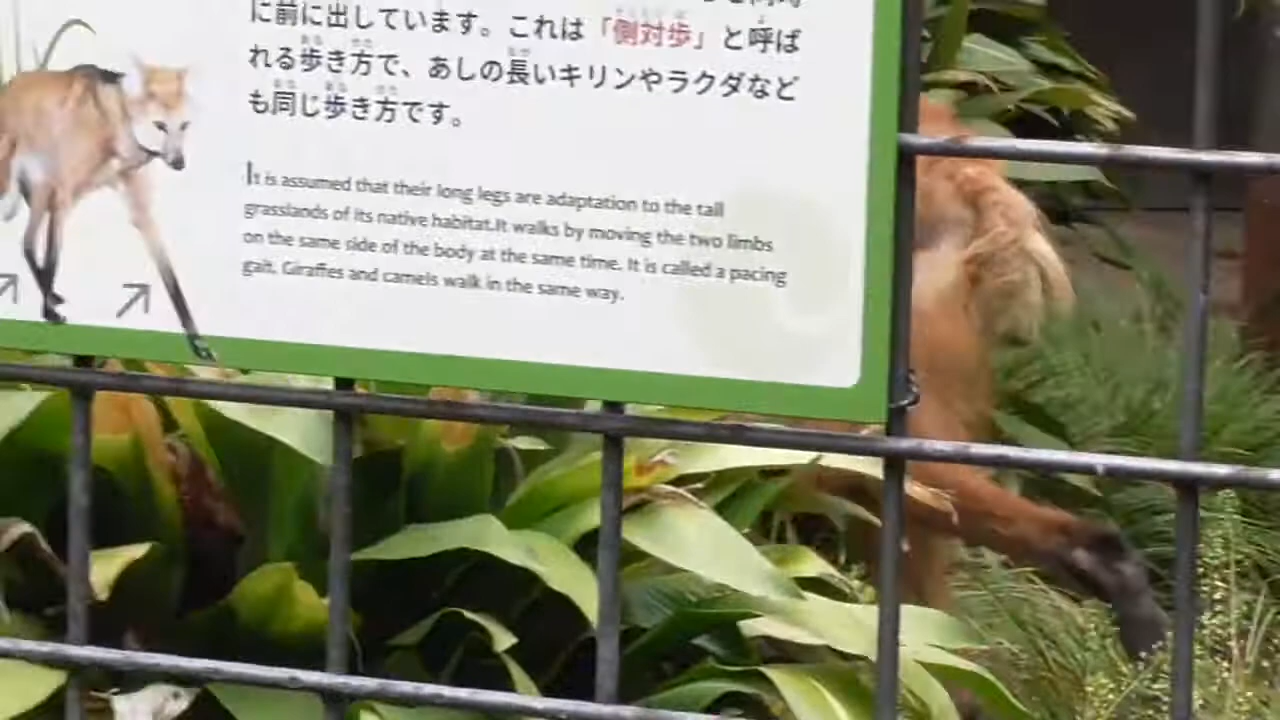 に前に出しています。これは「側対歩」と呼ば
れる歩き方で、あしの長いキリンやラクダなど
も同じ歩き方です。
It is assumed that their long legs are adaptation to the tall
grasslands of its native habitat.It walks by moving the two limbs
on the same side of the body at the same time. It is called a pacing
gait. Giraffes and camels walk in the same way.